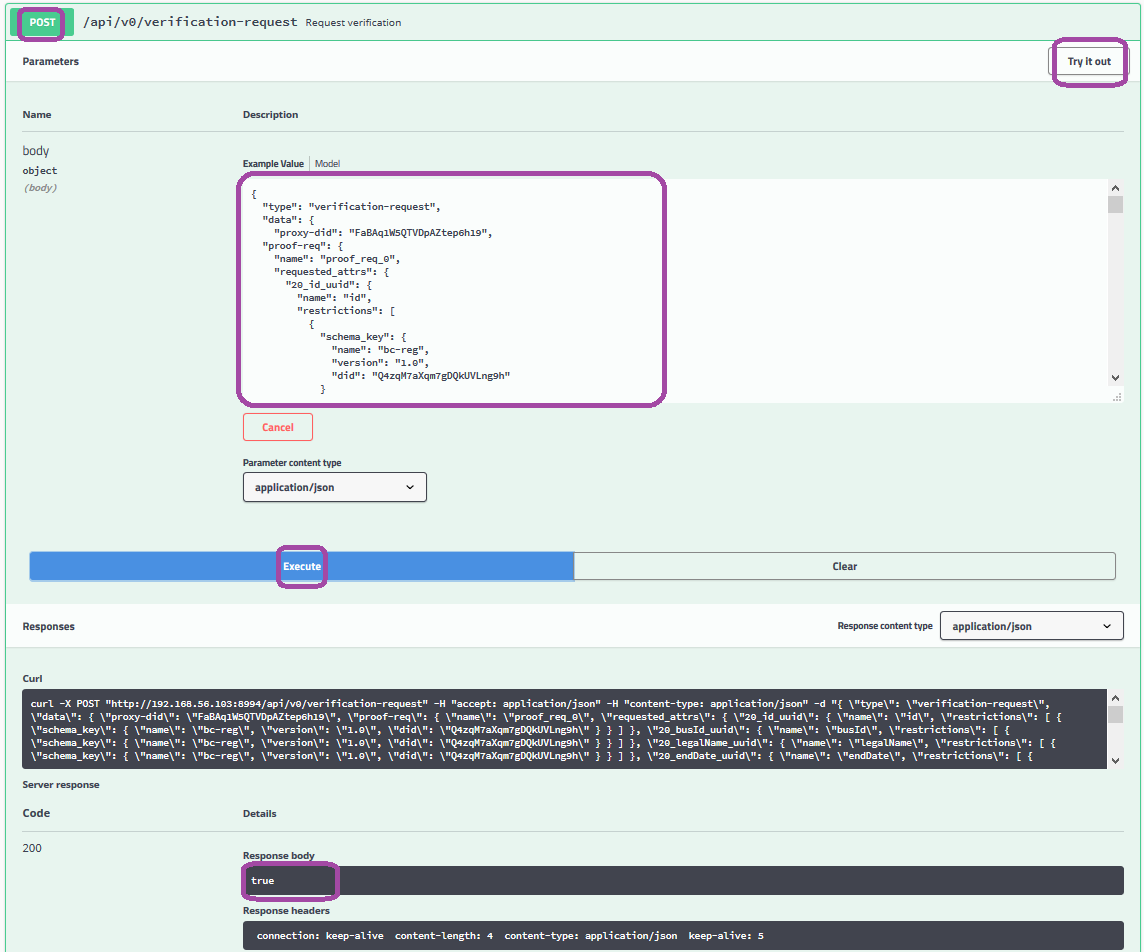 POST /api/v0/verification-request Request verification
Parameters
Try it out
Name Description
body
object
(body)
Example Value Model
{
"type": "verification-request",
"data": {
"proxy-did": "FaBAq1W5QTVDpAZtep6h19",
"proof-req": {
"name": "proof_req_0",
"requested_attrs": {
"20_id_uuid": {
"name": "id",
"restrictions": [
{
"schema_key": {
"name": "bc-reg",
"version": "1.0",
"did": "Q4zqM7aXqm7gDQkUVLng9h"
}
Cancel
Parameter content type
application/json
Execute Clear
Responses Response content type application/json
Curl
curl -X POST "http://192.168.56.103:8994/api/v0/verification-request" -H "accept: application/json" -H "content-type: application/json" -d "{ \"type\": \"verification-request\",
\"data\": { \"proxy-did\": \"FaBAq1W5QTVDpAZtep6h19\", \"proof-req\": { \"name\": \"proof_req_0\", \"requested_attrs\": { \"20_id_uuid\": { \"name\": \"id\", \"restrictions\": [ {
\"schema_key\": { \"name\": \"bc-reg\", \"version\": \"1.0\", \"did\": \"Q4zqM7aXqm7gDQkUVLng9h\" } } ] }, \"20_busId_uuid\": { \"name\": \"busId\", \"restrictions\": [ {
\"schema_key\": { \"name\": \"bc-reg\", \"version\": \"1.0\", \"did\": \"Q4zqM7aXqm7gDQkUVLng9h\" } } ] }, \"20_legalName_uuid\": { \"name\": \"legalName\", \"restrictions\": [ {
\"schema_key\": { \"name\": \"bc-reg\", \"version\": \"1.0\", \"did\": \"Q4zqM7aXqm7gDQkUVLng9h\" } } ] }, \"20_endDate_uuid\": { \"name\": \"endDate\", \"restrictions\": [ {
Server response
Code Details
200
Response body
true
Response headers
connection: keep-alive content-length: 4 content-type: application/json keep-alive: 5